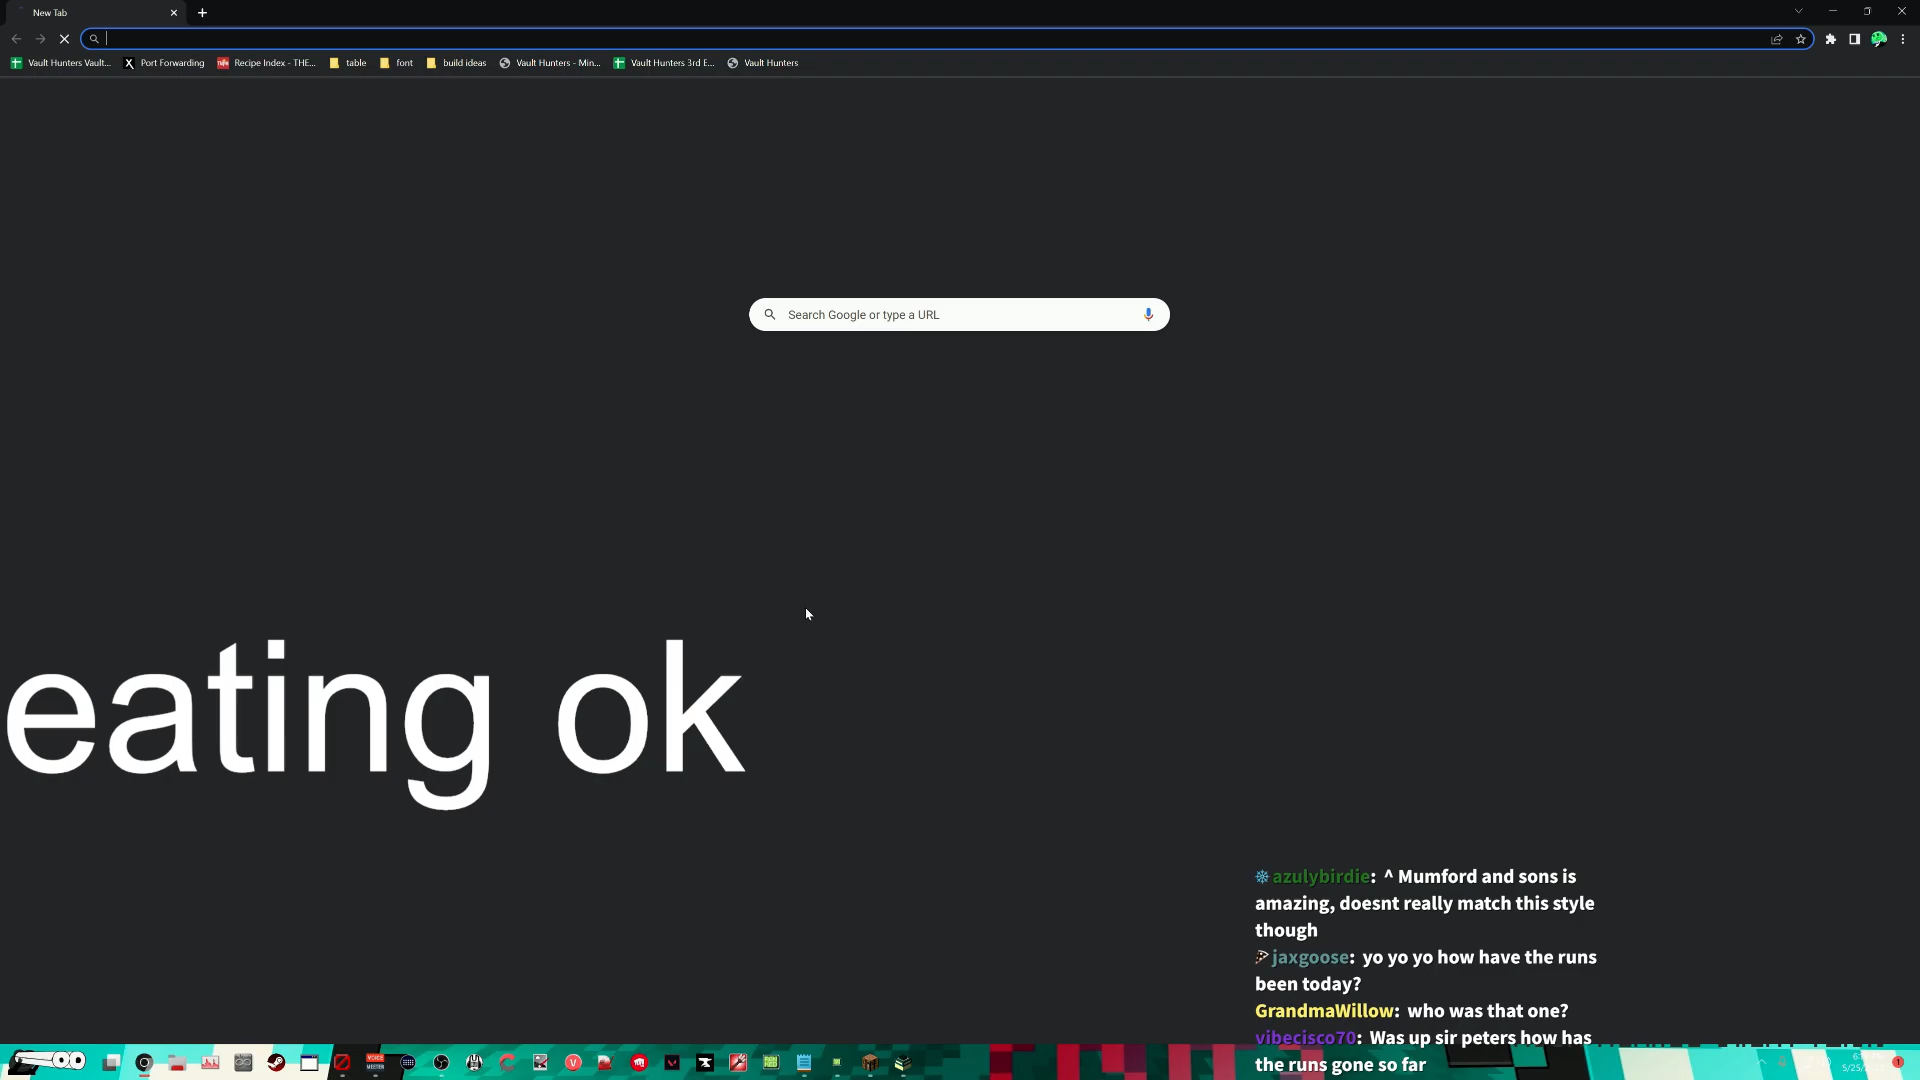 New Tab
Vault Hunters Vault...
Port Forwarding
Recipe Index - THE...
table
font
build ideas
Vault Hunters - Min...
Vault Hunters 3rd E...
Vault Hunters
Search Google or type a URL
eating ok
azulybirdie: ^ Mumford and sons is
amazing, doesnt really match this style
though
jaxgoose: yo yo yo how have the runs
been today?
GrandmaWillow: who was that one?
vibecisco70: Was up sir peters how has
the runs gone so far
VOICE
MEETER